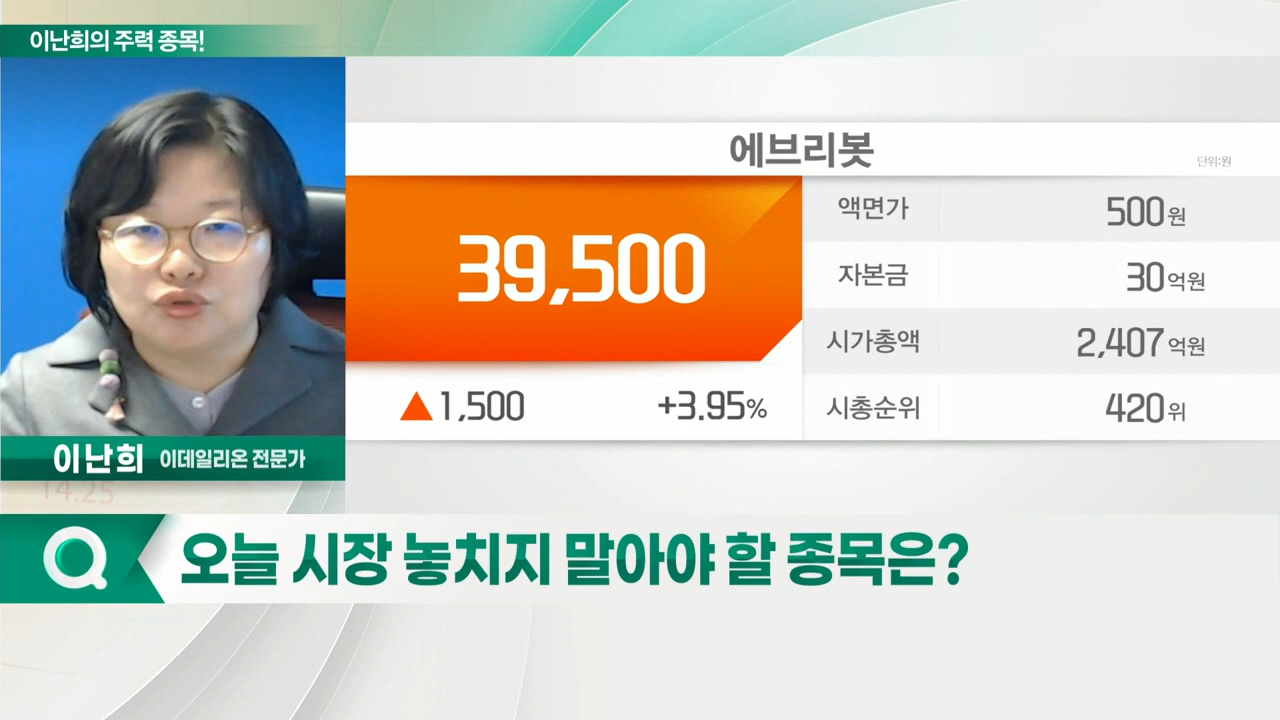 이난희의 주력 종목!
에브리봇
단위:원
39,500
▲1,500 +3.95%
액면가 500원
자본금 30억원
시가총액 2,407억원
시총순위 420위
이난희 이데일리온 전문가
14.25
오늘 시장 놓치지 말아야 할 종목은?